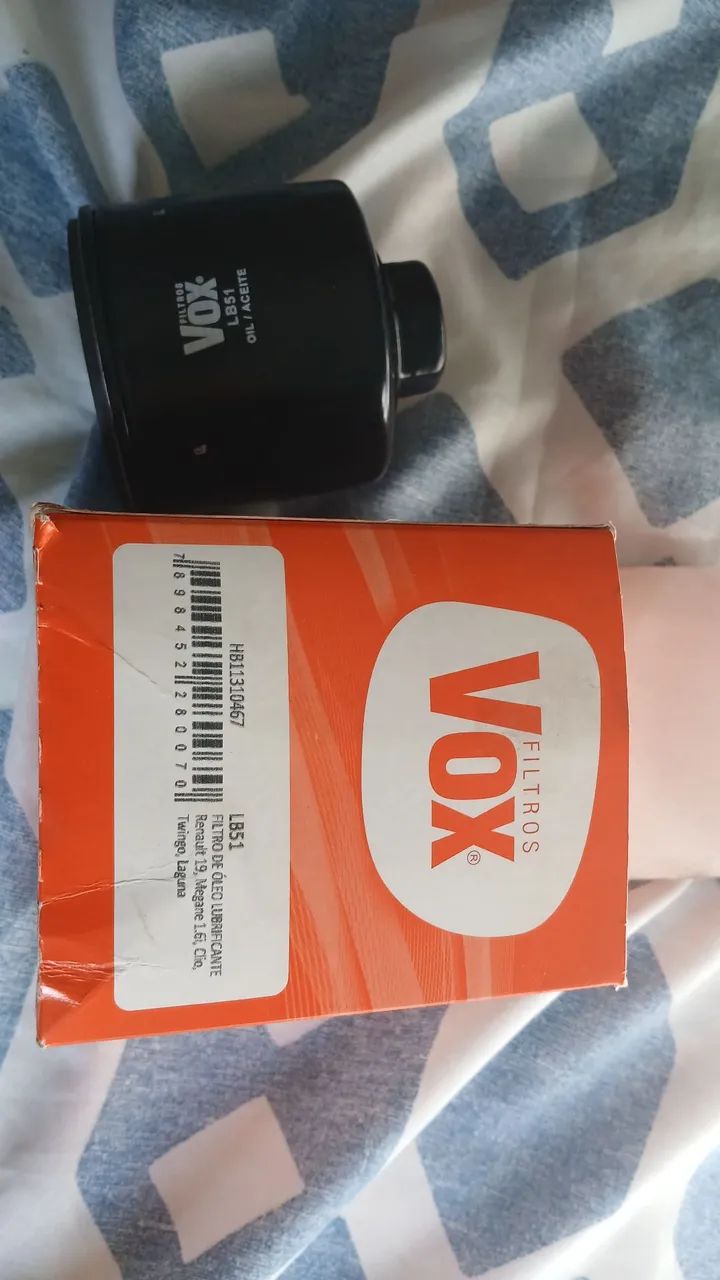 FILTROS
VOX
LB51
OIL / ACEITE
FILTROS
VOX®
HB11310467
7 898452 280070
LB51
FILTRO DE ÓLEO LUBRIFICANTE
Renault 19, Megane 1.6i, Clio,
Twingo, Laguna